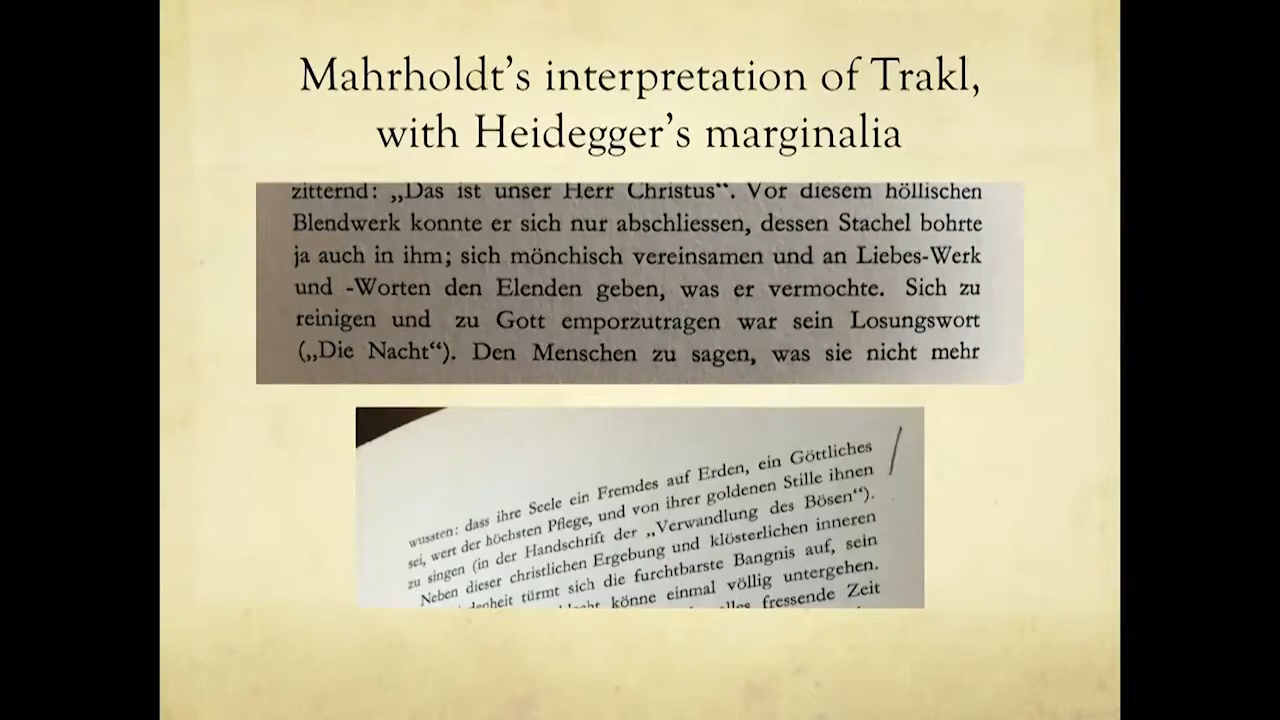 Mahrholdt’s interpretation of Trakl,
with Heidegger’s marginalia
zitternd: „Das ist unser Herr Christus“. Vor diesem höllischen
Blendwerk konnte er sich nur abschliessen, dessen Stachel bohrte
ja auch in ihm; sich mönchisch vereinsamen und an Liebes-Werk
und -Worten den Elenden geben, was er vermochte. Sich zu
reinigen und zu Gott emporzutragen war sein Losungswort
(„Die Nacht“). Den Menschen zu sagen, was sie nicht mehr
wussten: dass ihre Seele ein Fremdes auf Erden, ein Göttliches
sei, wert der höchsten Pflege, und von ihrer goldenen Stille ihnen
zu singen (in der Handschrift der „Verwandlung des Bösen“).
Neben dieser christlichen Ergebung und klösterlichen inneren
türmt sich die furchtbarste Bangnis auf, sein
könne einmal völlig untergehen.
fressende Zeit